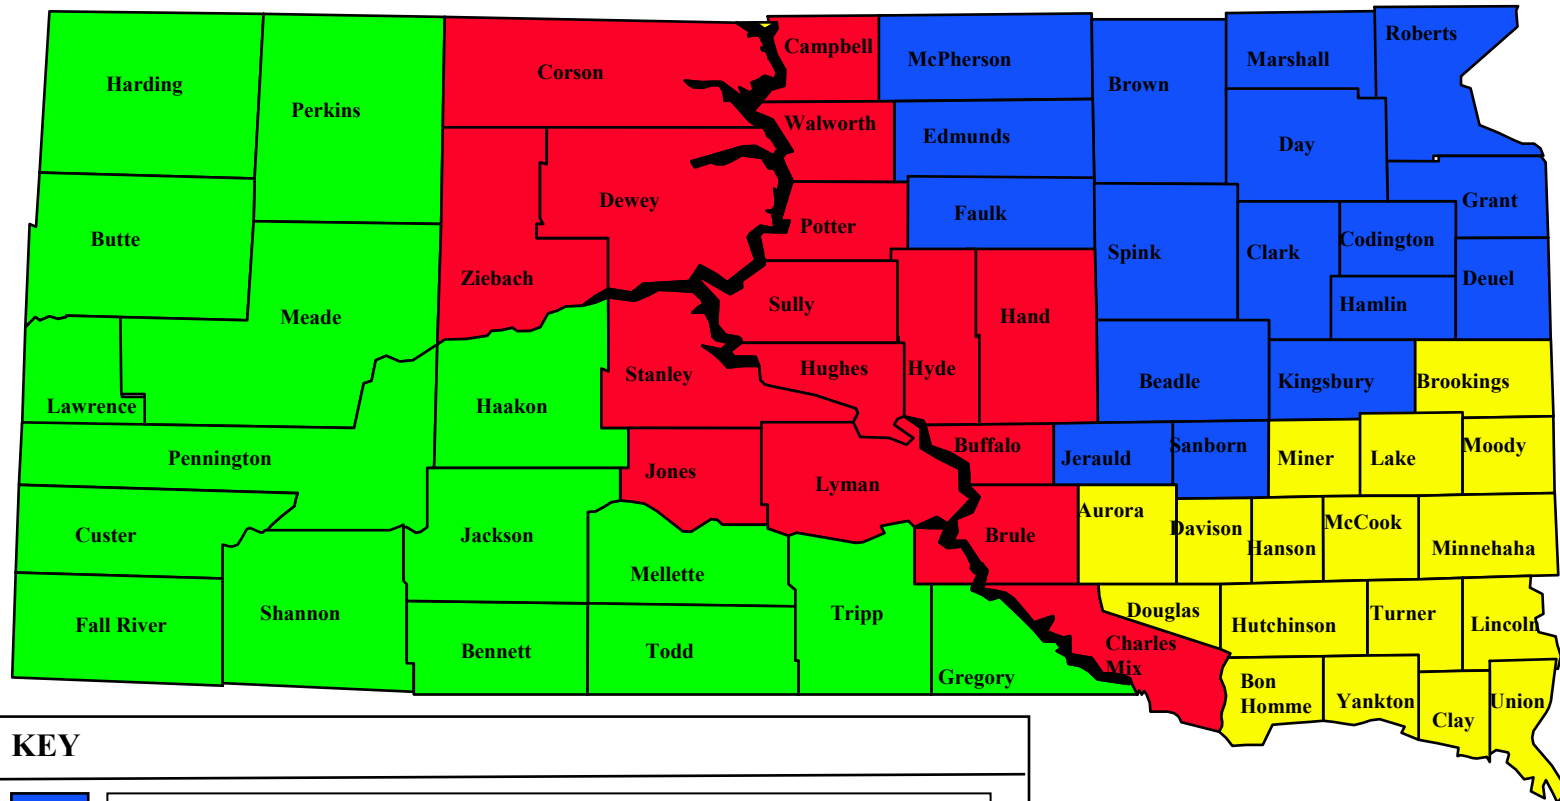 Harding
Perkins
Corson
Campbell
McPherson
Brown
Marshall
Roberts
Walworth
Edmunds
Day
Butte
Dewey
Potter
Faulk
Grant
Ziebach
Spink
Clark
Codington
Deuel
Meade
Sully
Hand
Hamlin
Lawrence
Haakon
Stanley
Hughes
Hyde
Beadle
Kingsbury
Brookings
Pennington
Jones
Lyman
Buffalo
Jerauld
Sanborn
Miner
Lake
Moody
Custer
Jackson
Mellette
Brule
Aurora
Davison
Hanson
McCook
Minnehaha
Fall River
Shannon
Bennett
Todd
Tripp
Gregory
Charles
Mix
Douglas
Hutchinson
Turner
Lincoln
Bon
Homme
Yankton
Clay
Union
KEY